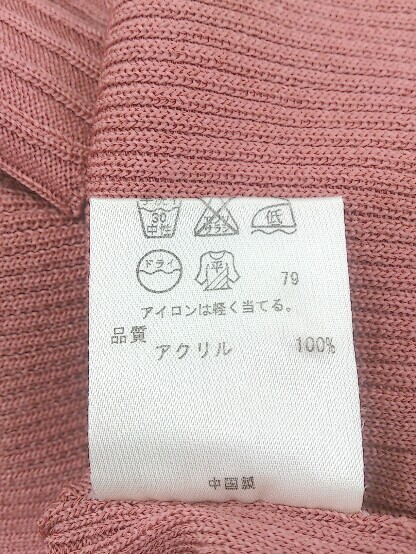 30
中性
低
ドライ
平
79
アイロンは軽く当てる。
品質
アクリル 100%
中国製